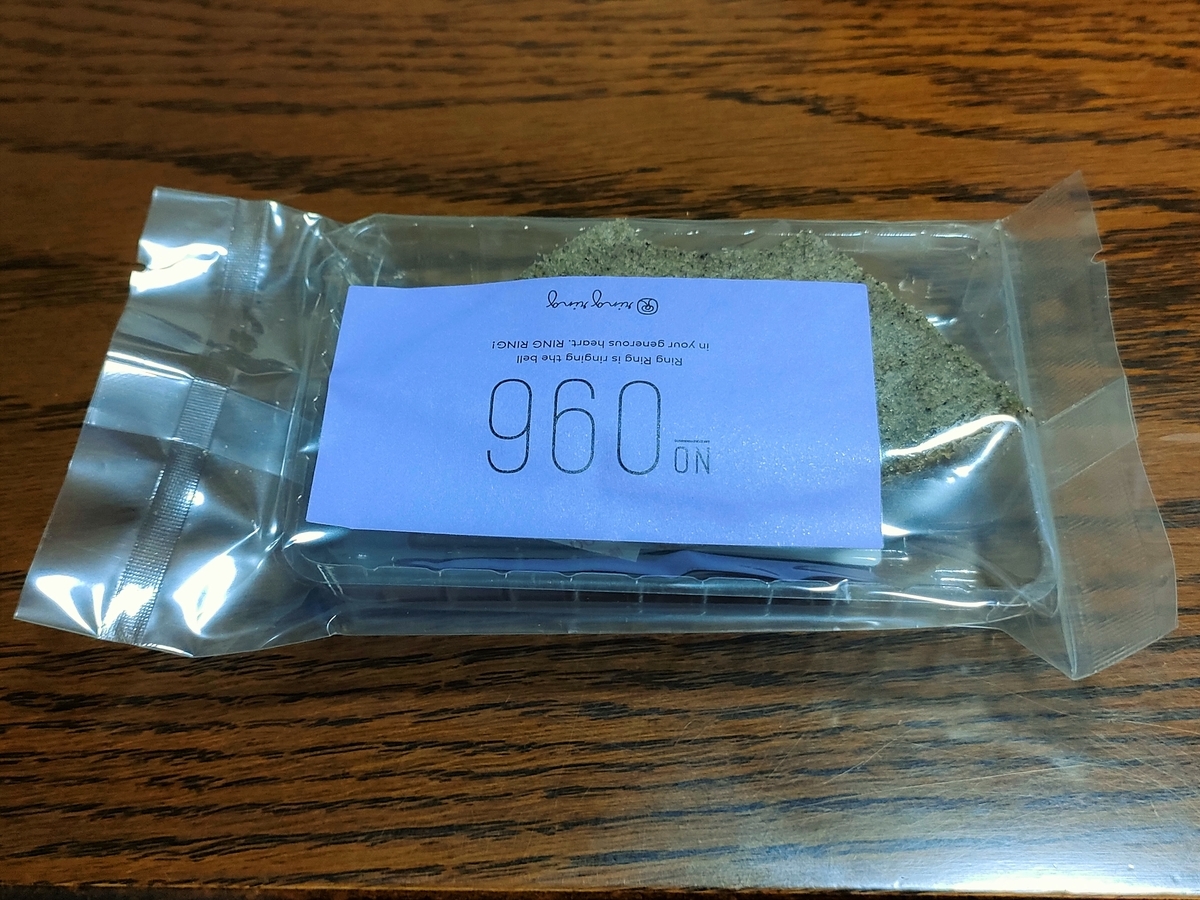 NO 096
Ring Ring is ringing the bell
in your generous heart. RING RING!
ring ring